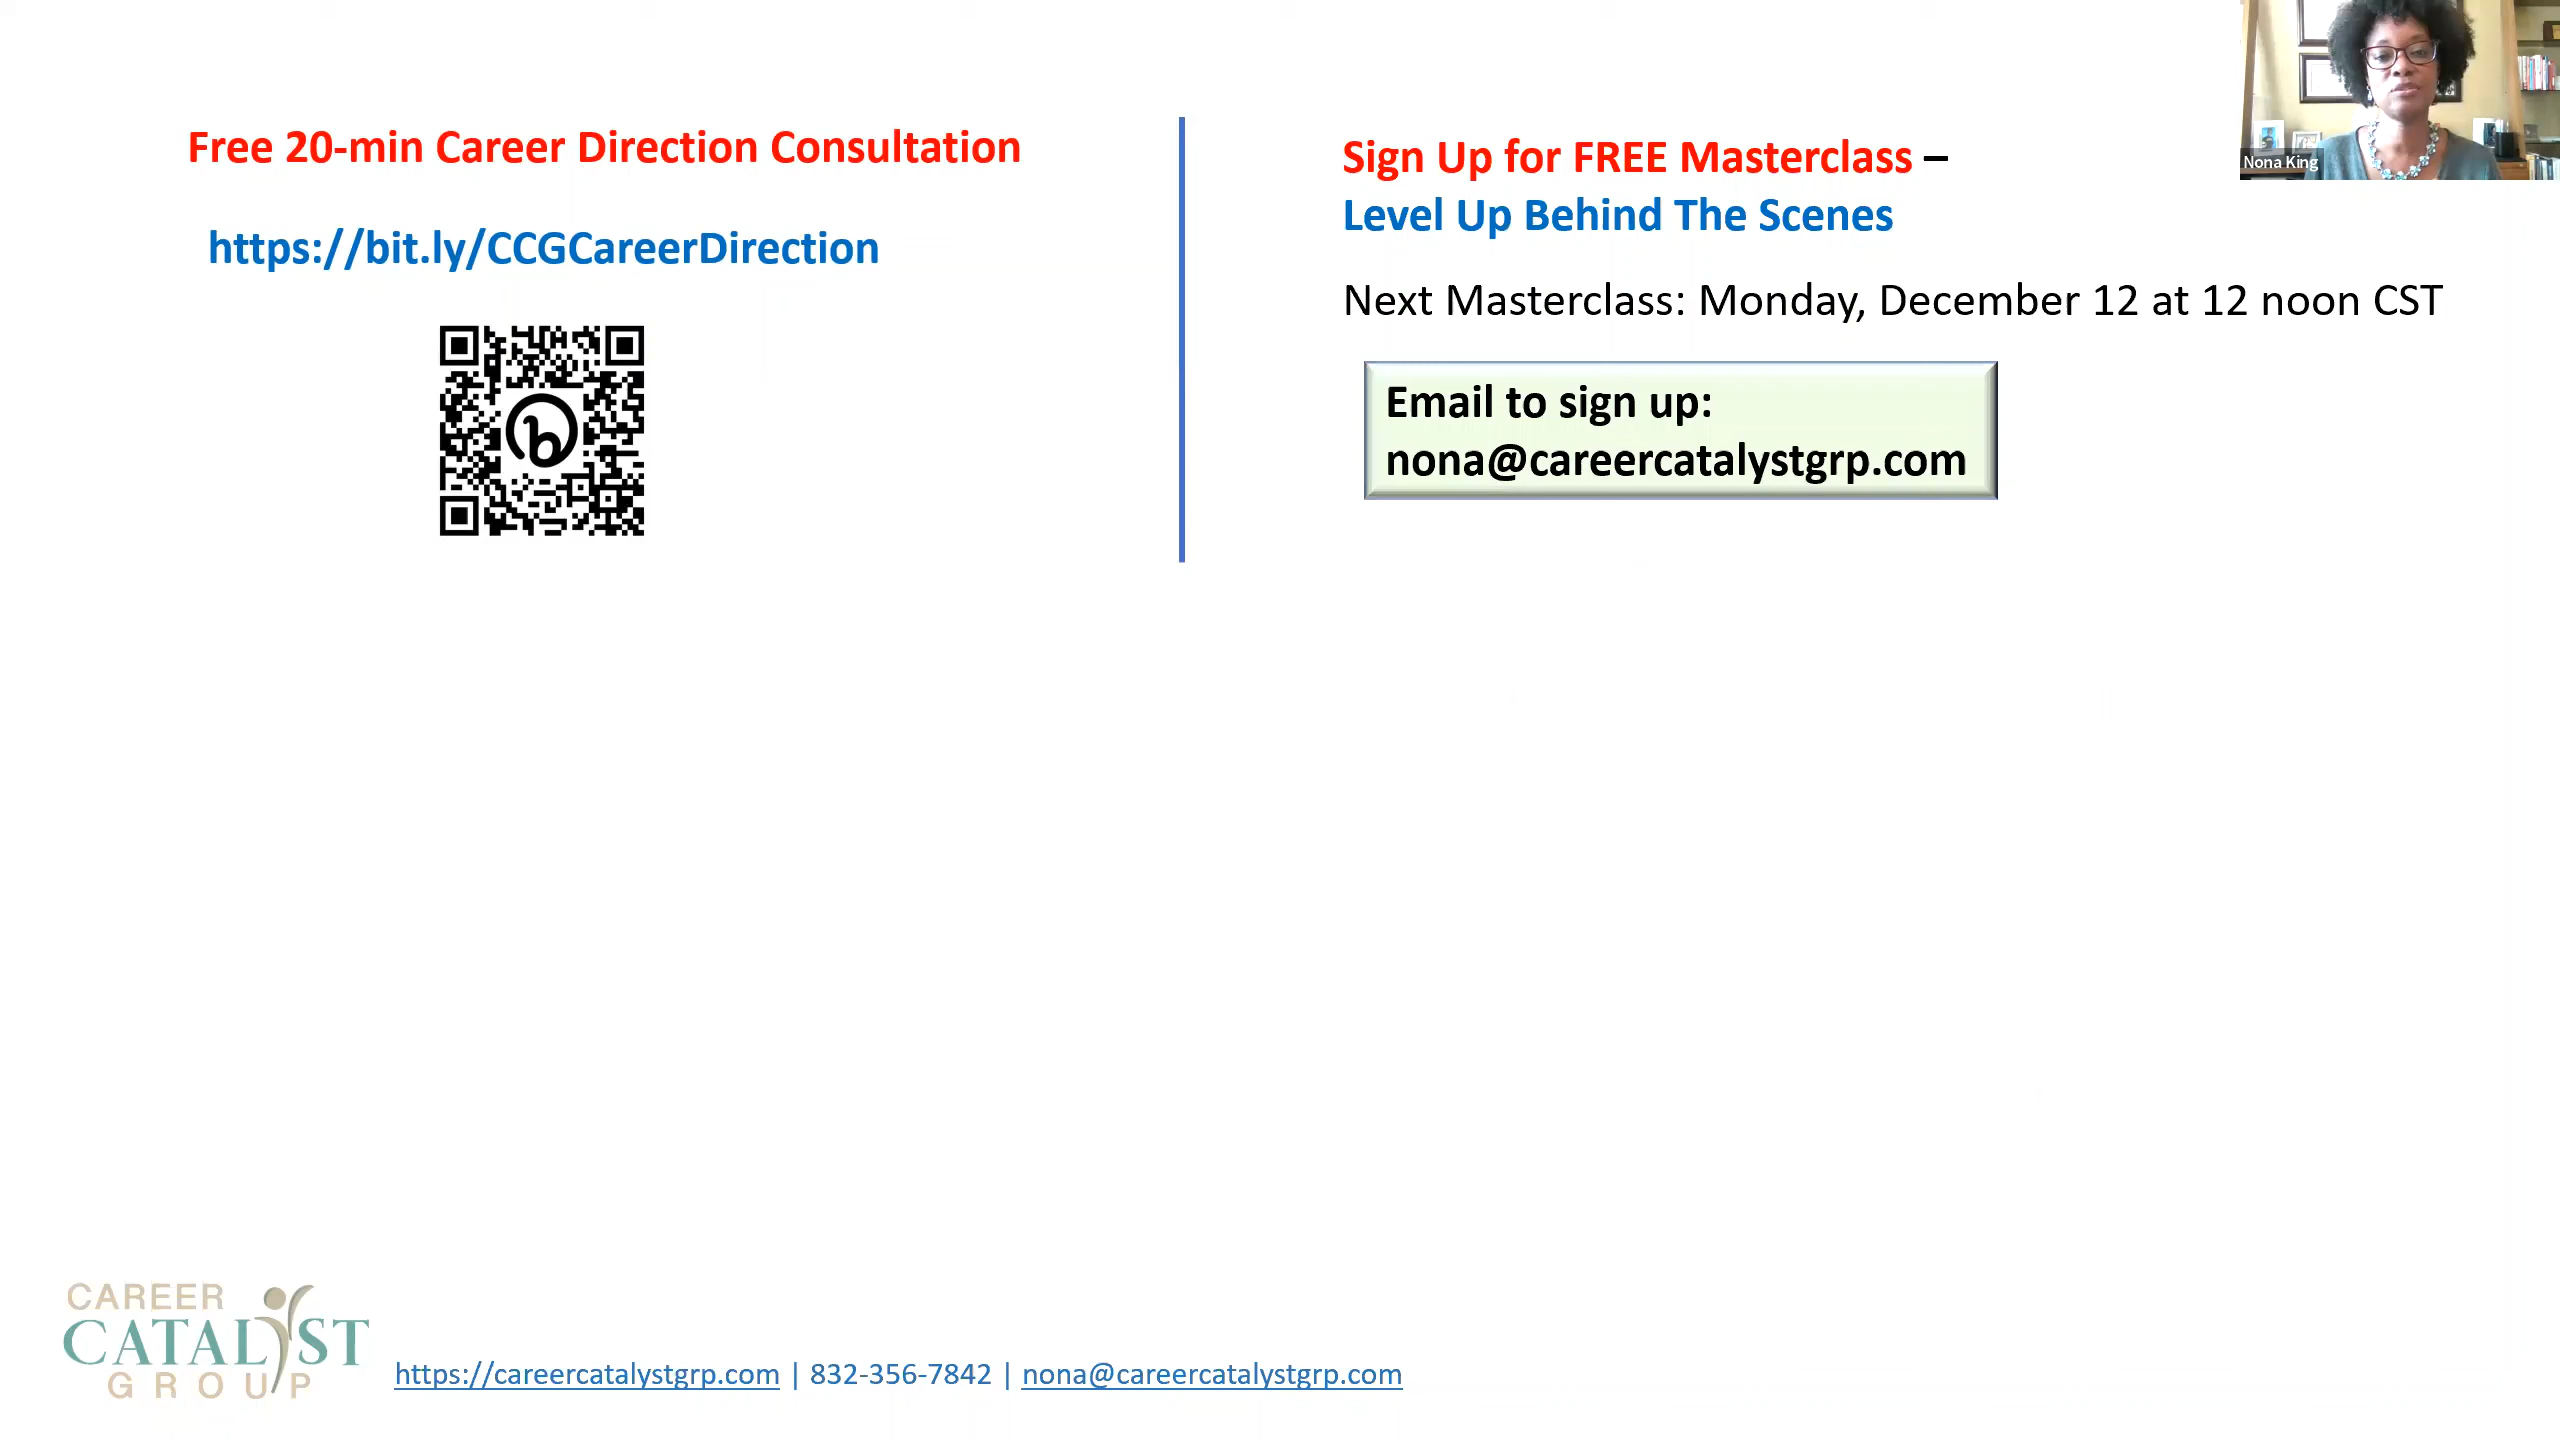 Free 20-min Career Direction Consultation
https://bit.ly/CCGCareerDirection
Sign Up for FREE Masterclass –
Level Up Behind The Scenes
Next Masterclass: Monday, December 12 at 12 noon CST
Email to sign up:
nona@careercatalystgrp.com
Nona King
CAREER
CATALYST
GROUP
https://careercatalystgrp.com | 832-356-7842 | nona@careercatalystgrp.com